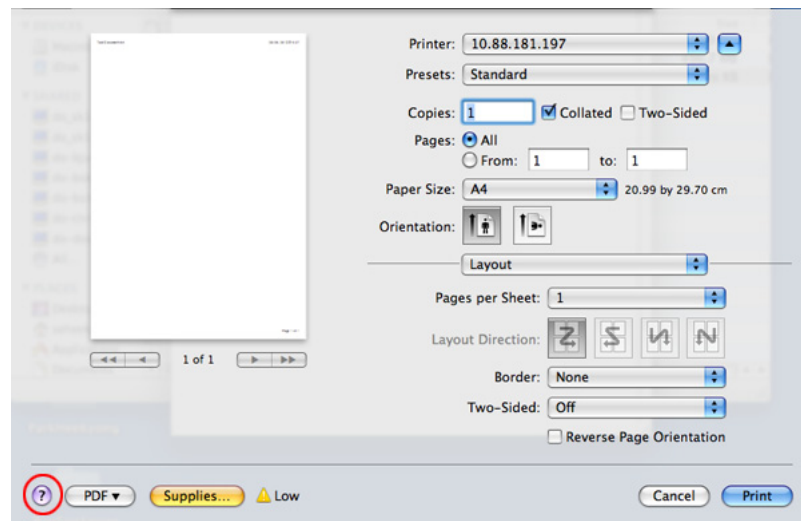 Printer: 10.88.181.197
Presets: Standard
Copies: 1 Collated Two-Sided
Pages: All
From: 1 to: 1
Paper Size: A4 20.99 by 29.70 cm
Orientation:
Layout
Pages per Sheet: 1
Layout Direction:
1 of 1
Border: None
Two-Sided: Off
Reverse Page Orientation
? PDF Supplies... Low Cancel Print